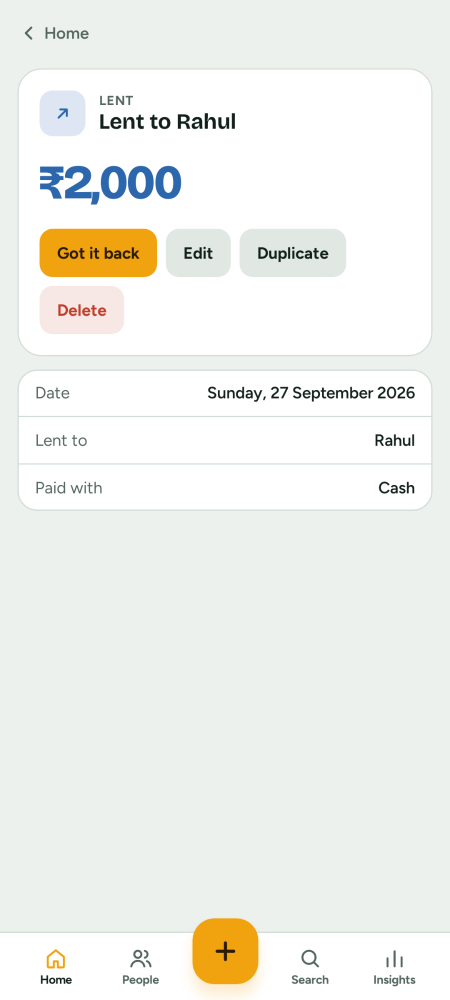 Home
LENT
Lent to Rahul
₹2,000
Got it back Edit Duplicate
Delete
Date Sunday, 27 September 2026
Lent to Rahul
Paid with Cash
Home People Search Insights